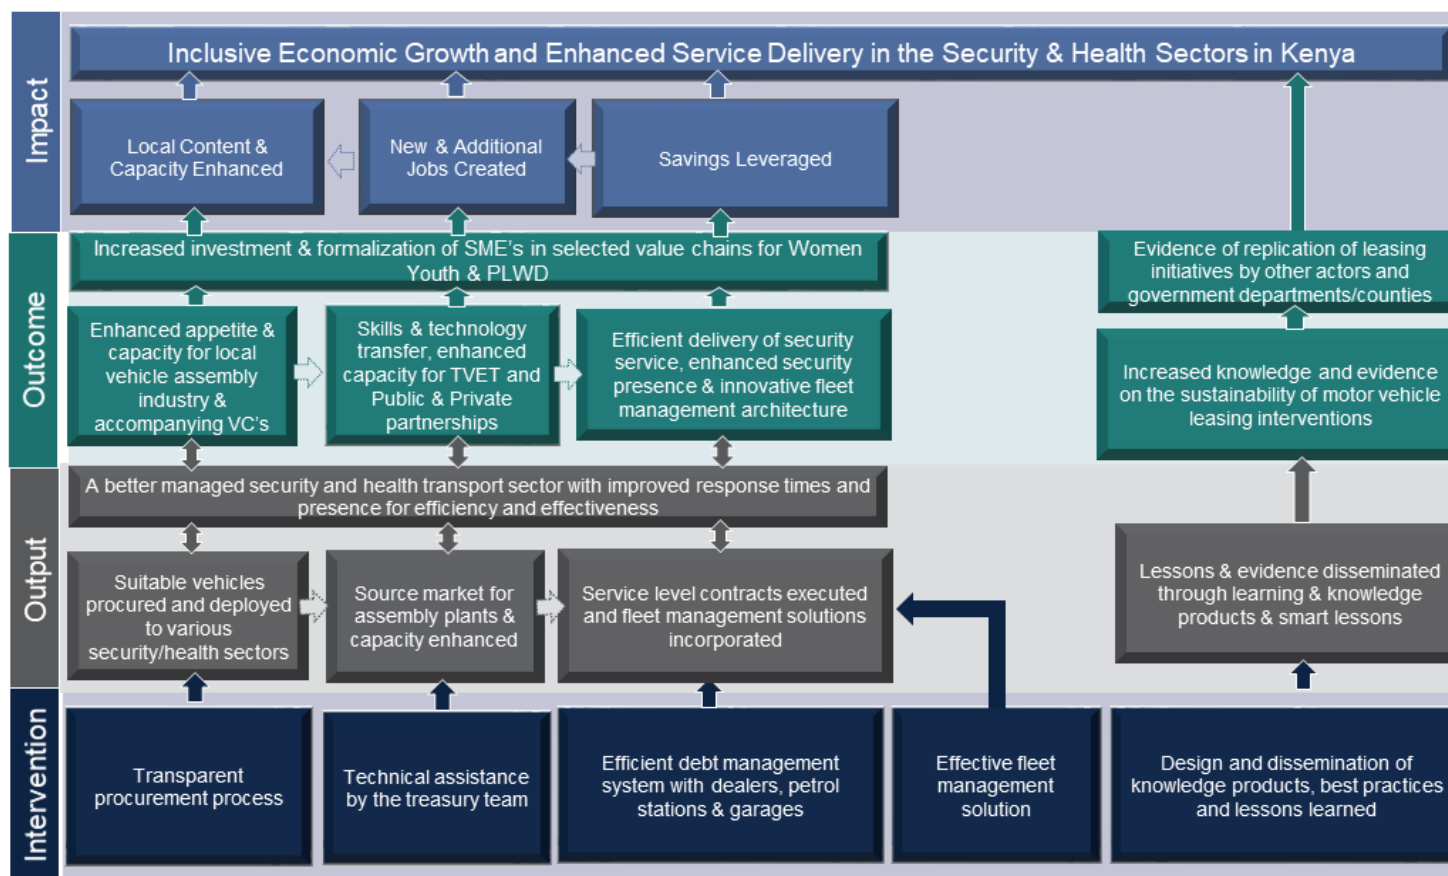 Impact
Inclusive Economic Growth and Enhanced Service Delivery in the Security & Health Sectors in Kenya
Local Content &
Capacity Enhanced
New & Additional
Jobs Created
Savings Leveraged
Outcome
Increased investment & formalization of SME's in selected value chains for Women
Youth & PLWD
Evidence of replication of leasing
initiatives by other actors and
government departments/counties
Enhanced appetite &
capacity for local
vehicle assembly
industry &
accompanying VC's
Skills & technology
transfer, enhanced
capacity for TVET and
Public & Private
partnerships
Efficient delivery of security
service, enhanced security
presence & innovative fleet
management architecture
Increased knowledge and evidence
on the sustainability of motor vehicle
leasing interventions
Output
A better managed security and health transport sector with improved response times and
presence for efficiency and effectiveness
Suitable vehicles
procured and deployed
to various
security/health sectors
Source market for
assembly plants &
capacity enhanced
Service level contracts executed
and fleet management solutions
incorporated
Lessons & evidence disseminated
through learning & knowledge
products & smart lessons
Intervention
Transparent
procurement process
Technical assistance
by the treasury team
Efficient debt management
system with dealers, petrol
stations & garages
Effective fleet
management
solution
Design and dissemination of
knowledge products, best practices
and lessons learned